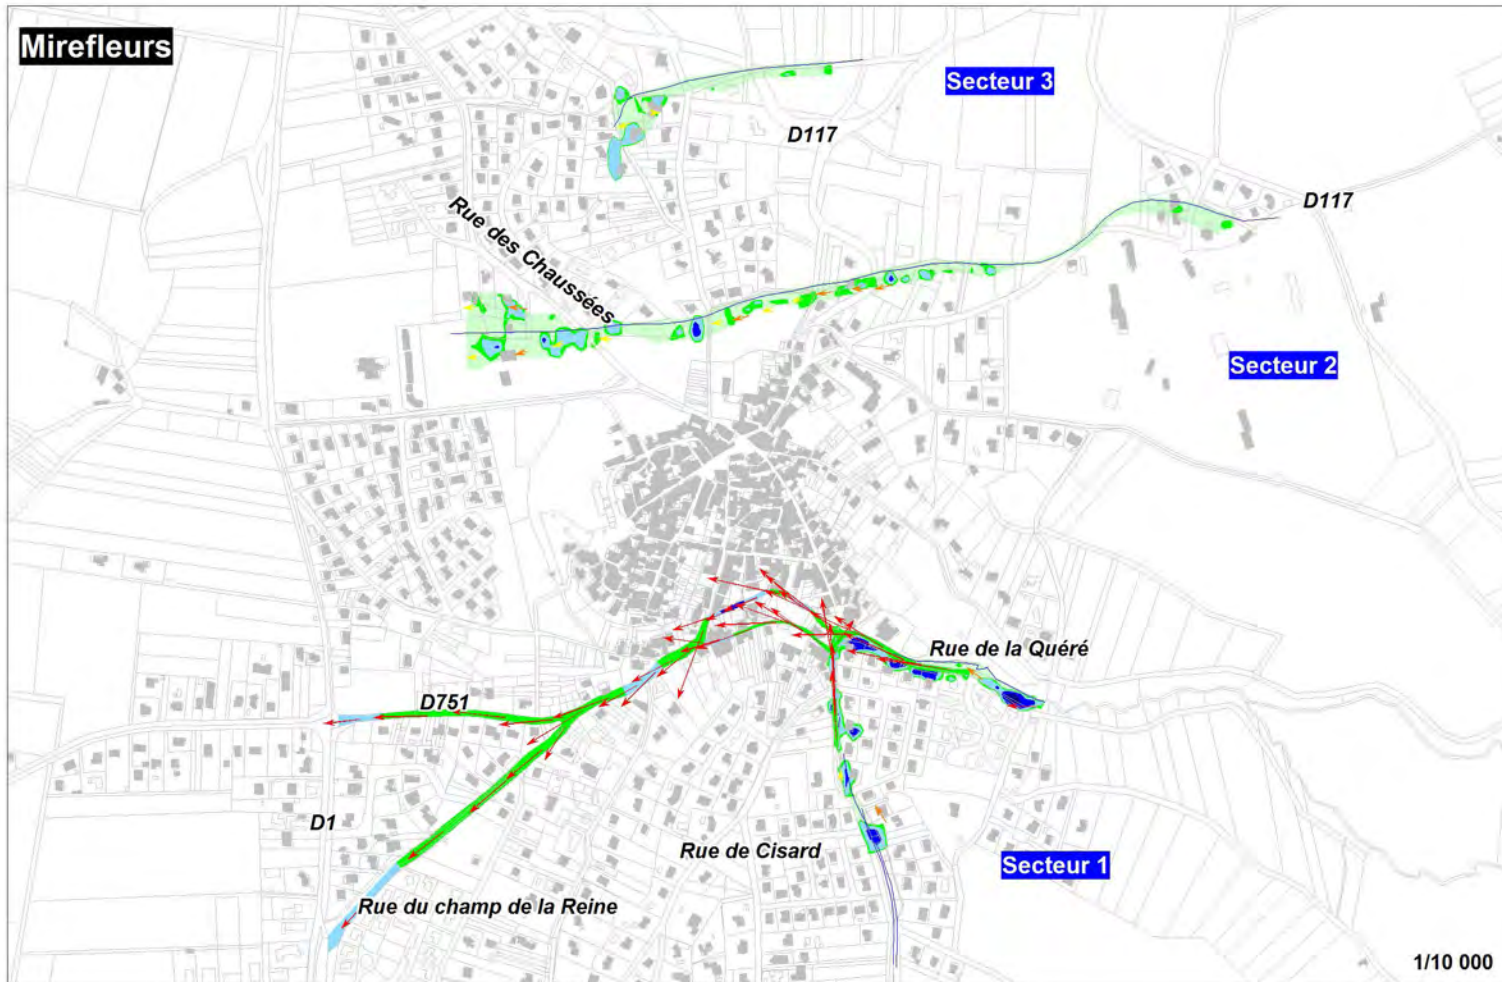 Mirefleurs
Secteur 3
D117
D117
Rue des Chaussées
Secteur 2
Rue de la Quéré
D751
D1
Rue de Cisard
Secteur 1
Rue du champ de la Reine
1/10 000